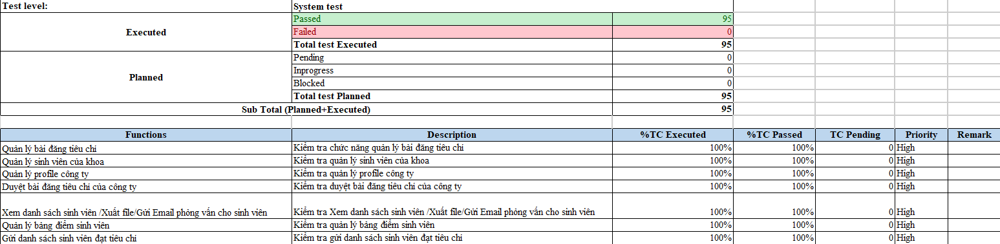 Test level: System test
Executed
Passed 95
Failed 0
Total test Executed 95
Planned
Pending 0
Inprogress 0
Blocked 0
Total test Planned 95
Sub Total (Planned+Executed) 95
Functions Description %TC Executed %TC Passed TC Pending Priority Remark
Quản lý bài đăng tiêu chi Kiểm tra chức năng quản lý bài đăng tiêu chi 100% 100% 0 High
Quản lý sinh viên của khoa Kiểm tra quản lý sinh viên của khoa 100% 100% 0 High
Quản lý profile công ty Kiểm tra quản lý profile công ty 100% 100% 0 High
Duyệt bài đăng tiêu chi của công ty Kiểm tra duyệt bài đăng tiêu chi của công ty 100% 100% 0 High
Xem danh sách sinh viên /Xuất file/Gửi Email phỏng vấn cho sinh viên Kiểm tra Xem danh sách sinh viên /Xuất file/Gửi Email phỏng vấn cho sinh viên 100% 100% 0 High
Quản lý bảng điểm sinh viên Kiểm tra quản lý bảng điểm sinh viên 100% 100% 0 High
Gửi danh sách sinh viên đạt tiêu chi Kiểm tra gửi danh sách sinh viên đạt tiêu chi 100% 100% 0 High